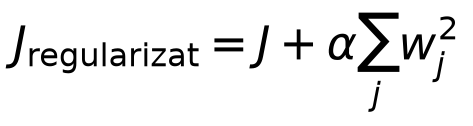 J_regularizat = J + α∑_j w_j^2